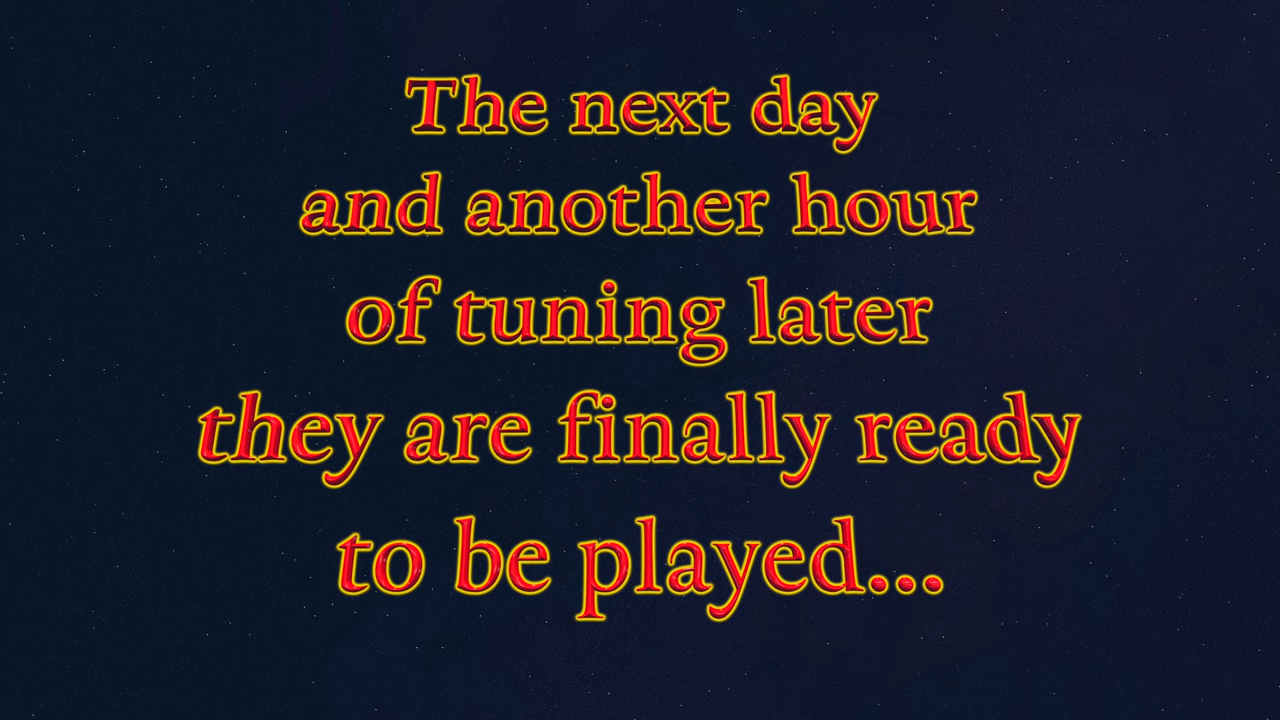 The next day
and another hour
of tuning later
they are finally ready
to be played...